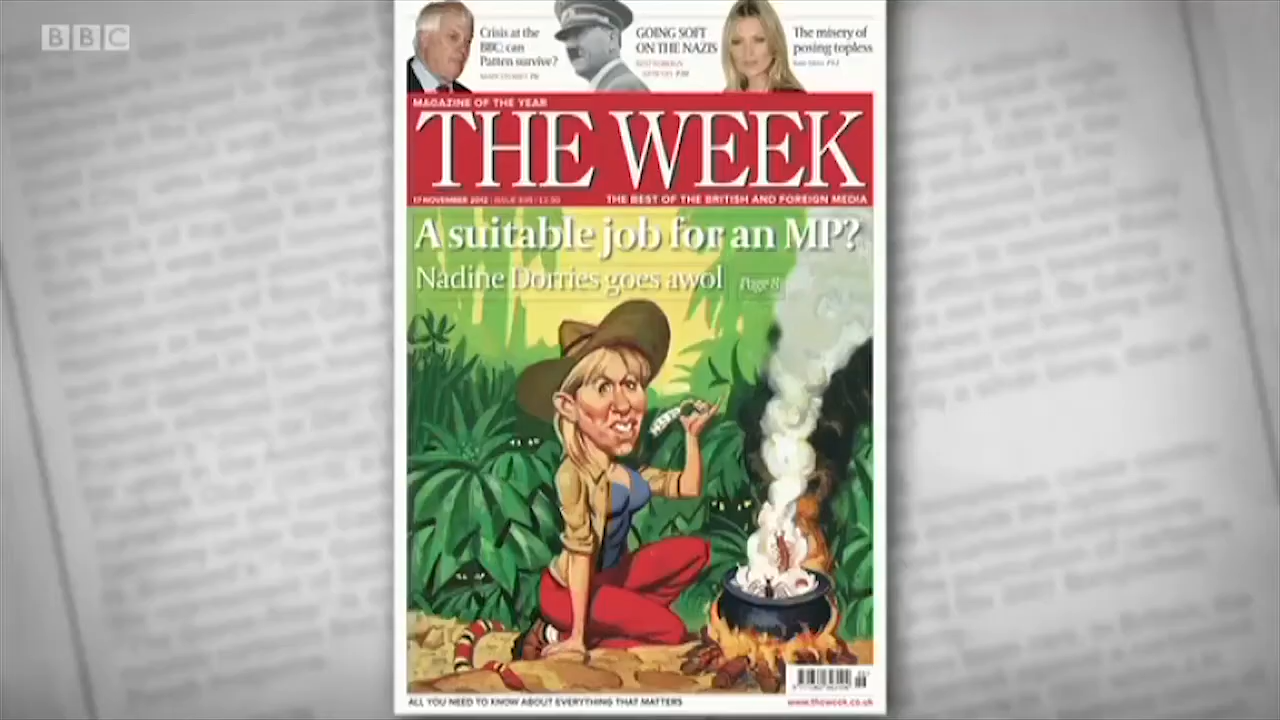 BBC
Crisis at the
BBC: can
Patten survive?
GOING SOFT
ON THE NAZIS
The misery of
posing topless
MAGAZINE OF THE YEAR
THE WEEK
17 NOVEMBER 2012
THE BEST OF THE BRITISH AND FOREIGN MEDIA
A suitable job for an MP?
Nadine Dorries goes awol
Page 8
ALL YOU NEED TO KNOW ABOUT EVERYTHING THAT MATTERS
www.theweek.co.uk